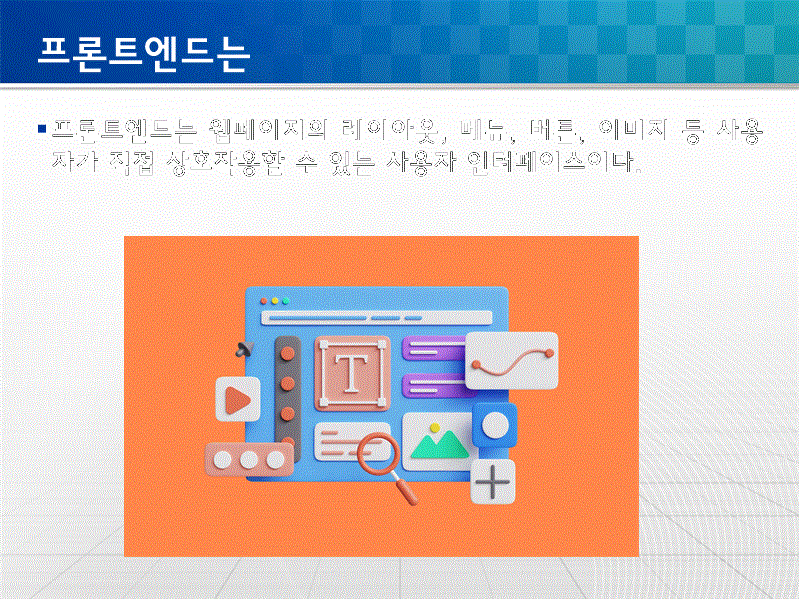 프론트엔드는
프론트엔드는 웹페이지의 레이아웃, 메뉴, 버튼, 이미지 등 사용
자가 직접 상호작용할 수 있는 사용자 인터페이스이다.
T